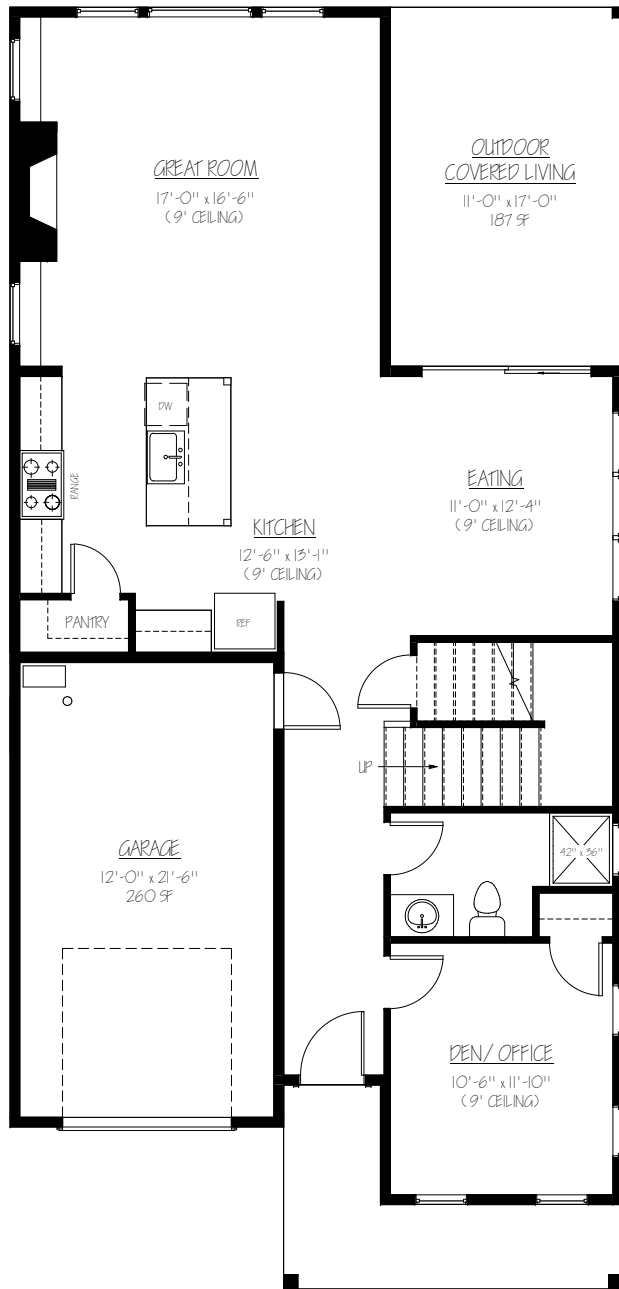 GREAT ROOM
17'-0" x 16'-6"
(9' CEILING)
OUTDOOR
COVERED LIVING
11'-0" x 17'-0"
187 SF
DW
RANGE
EATING
11'-0" x 12'-4"
(9' CEILING)
KITCHEN
12'-6" x 13'-1"
(9' CEILING)
PANTRY
REF
UP
GARAGE
12'-0" x 21'-6"
260 SF
42" x 36"
DEN/ OFFICE
10'-6" x 11'-10"
(9' CEILING)